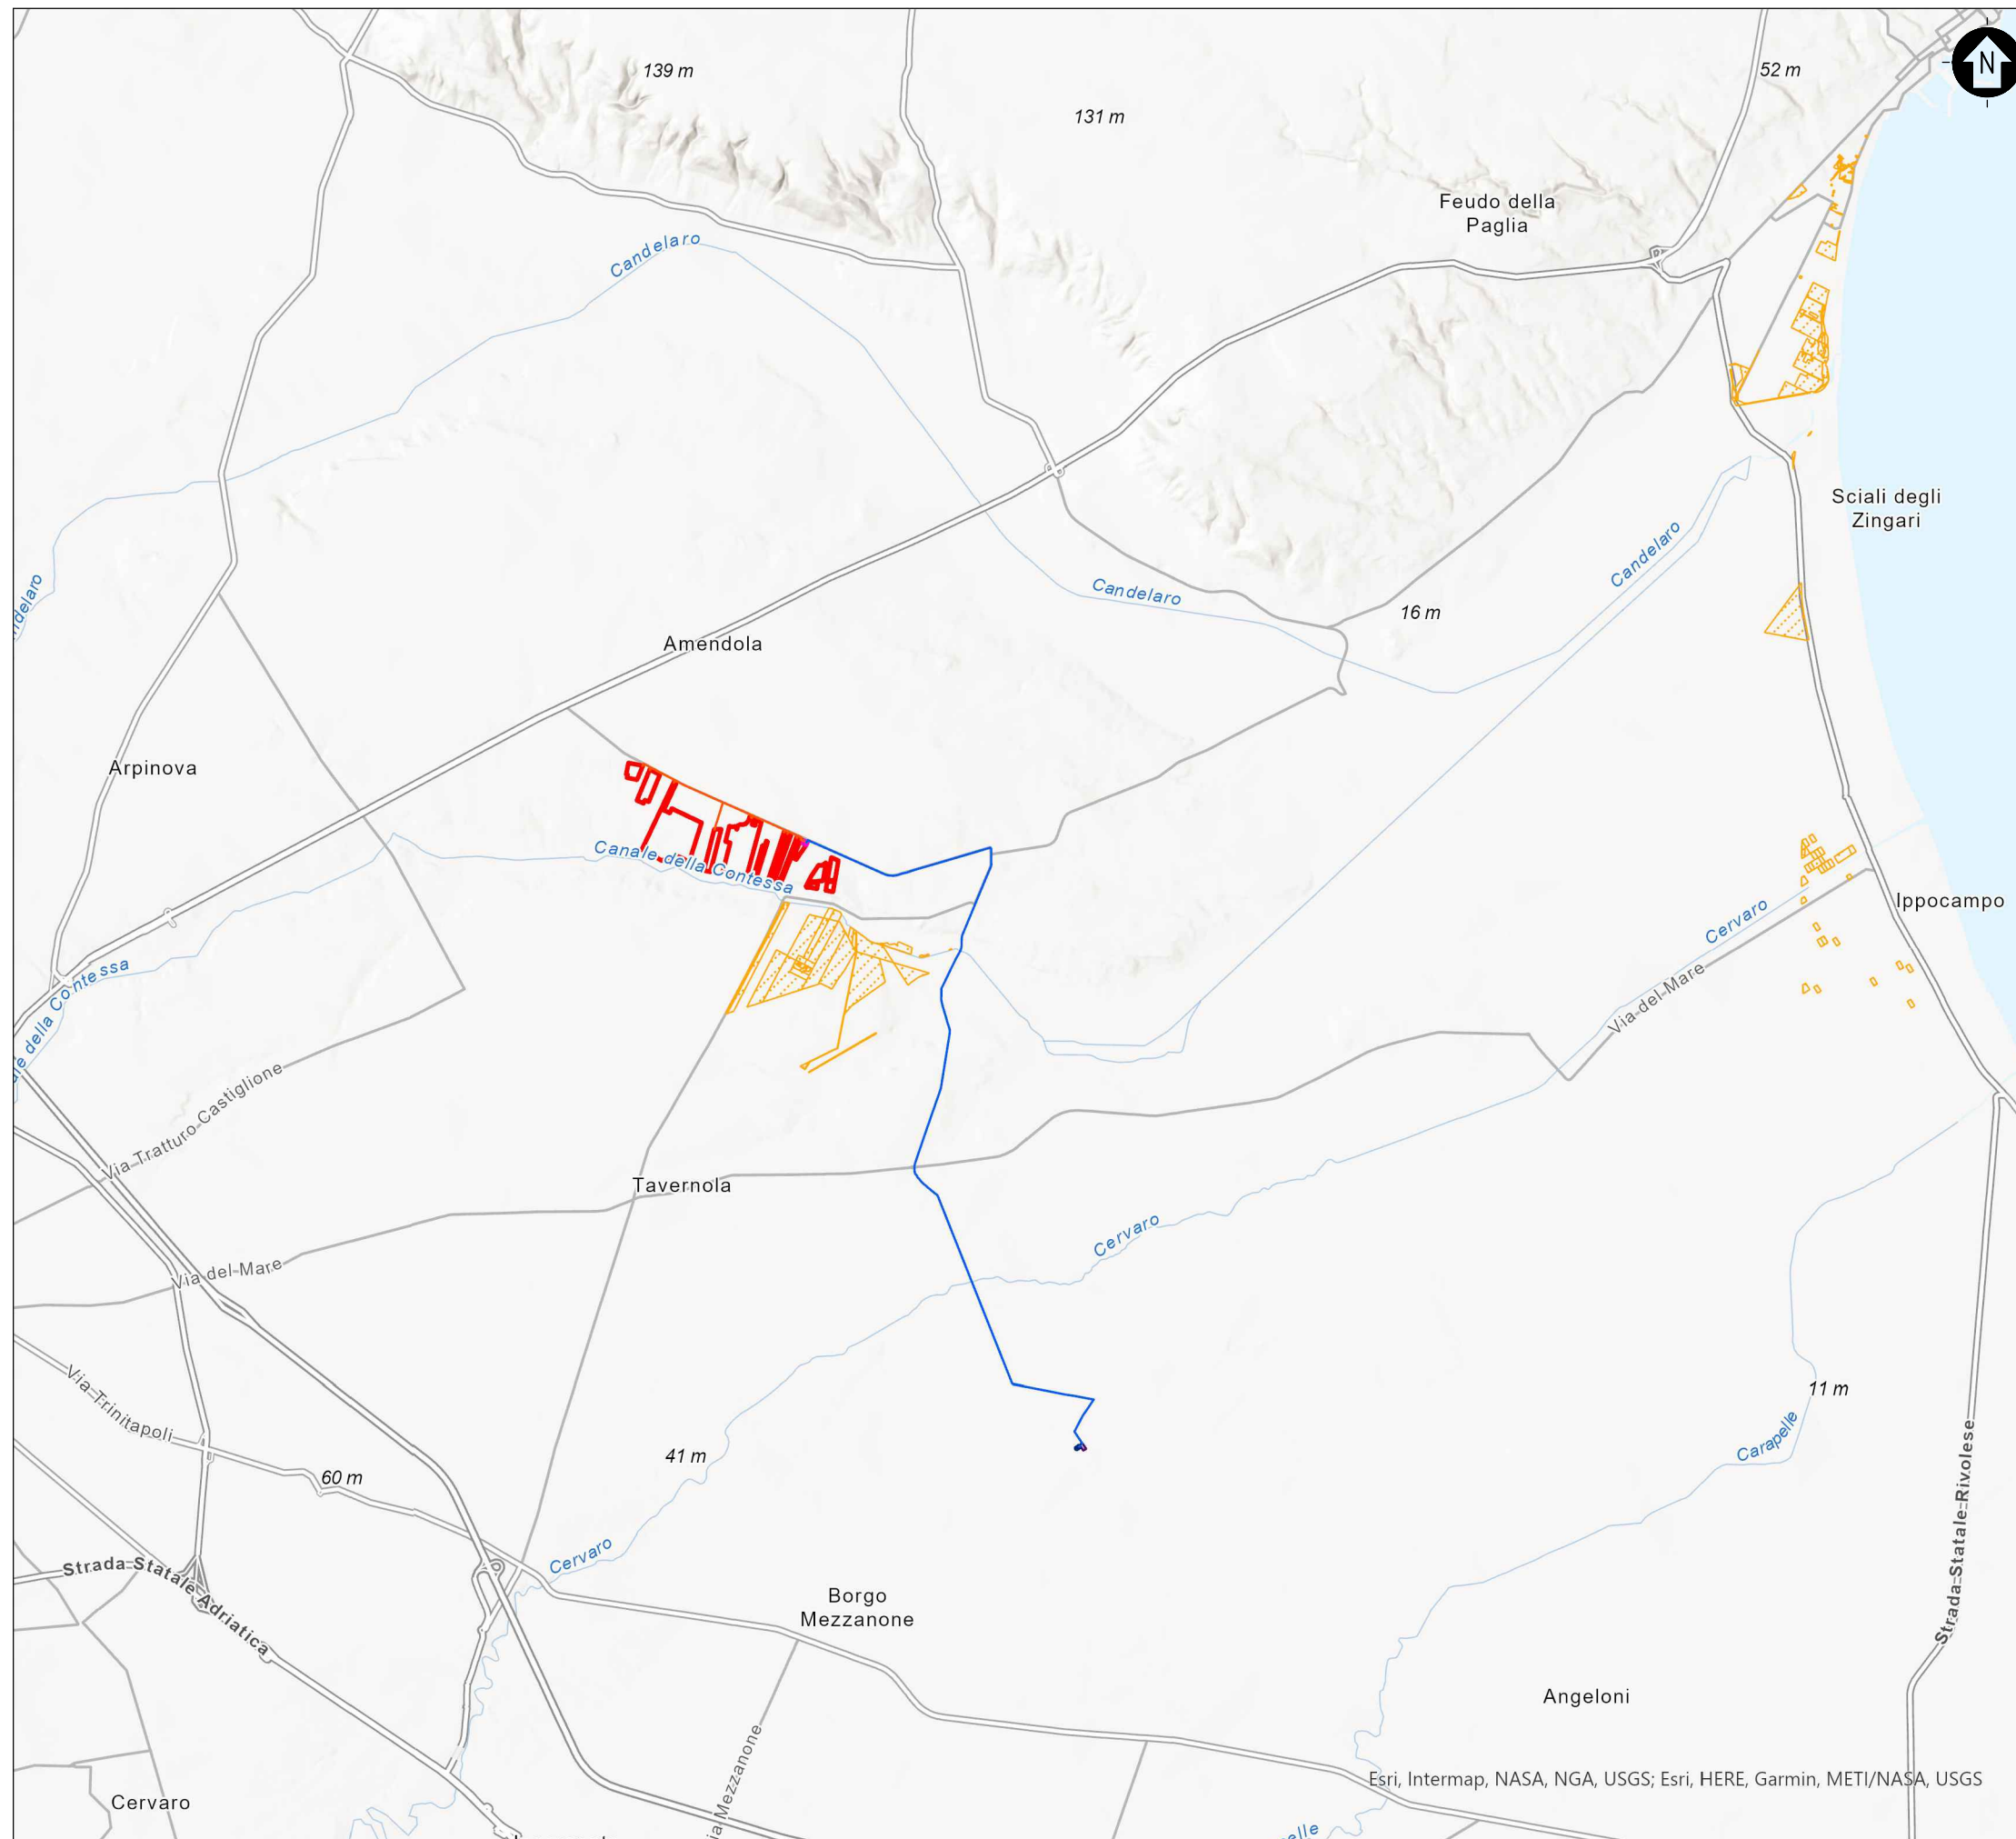 139 m
52 m
N
131 m
Feudo della
Paglia
Candelaro
Sciali degli
Zingari
Candelaro
Candelaro
16 m
Amendola
Arpinova
Canale della Contessa
Ippocampo
Cervaro
Via del Mare
Via Tratturo Castiglione
Tavernola
Cervaro
Via del Mare
Via Trinitapoli
11 m
Carapelle
41 m
60 m
Cervaro
Strada Statale Adriatica
Strada Statale Rivolese
Borgo
Mezzanone
Angeloni
Mezzanone
Esri, Intermap, NASA, NGA, USGS; Esri, HERE, Garmin, METI/NASA, USGS
Cervaro